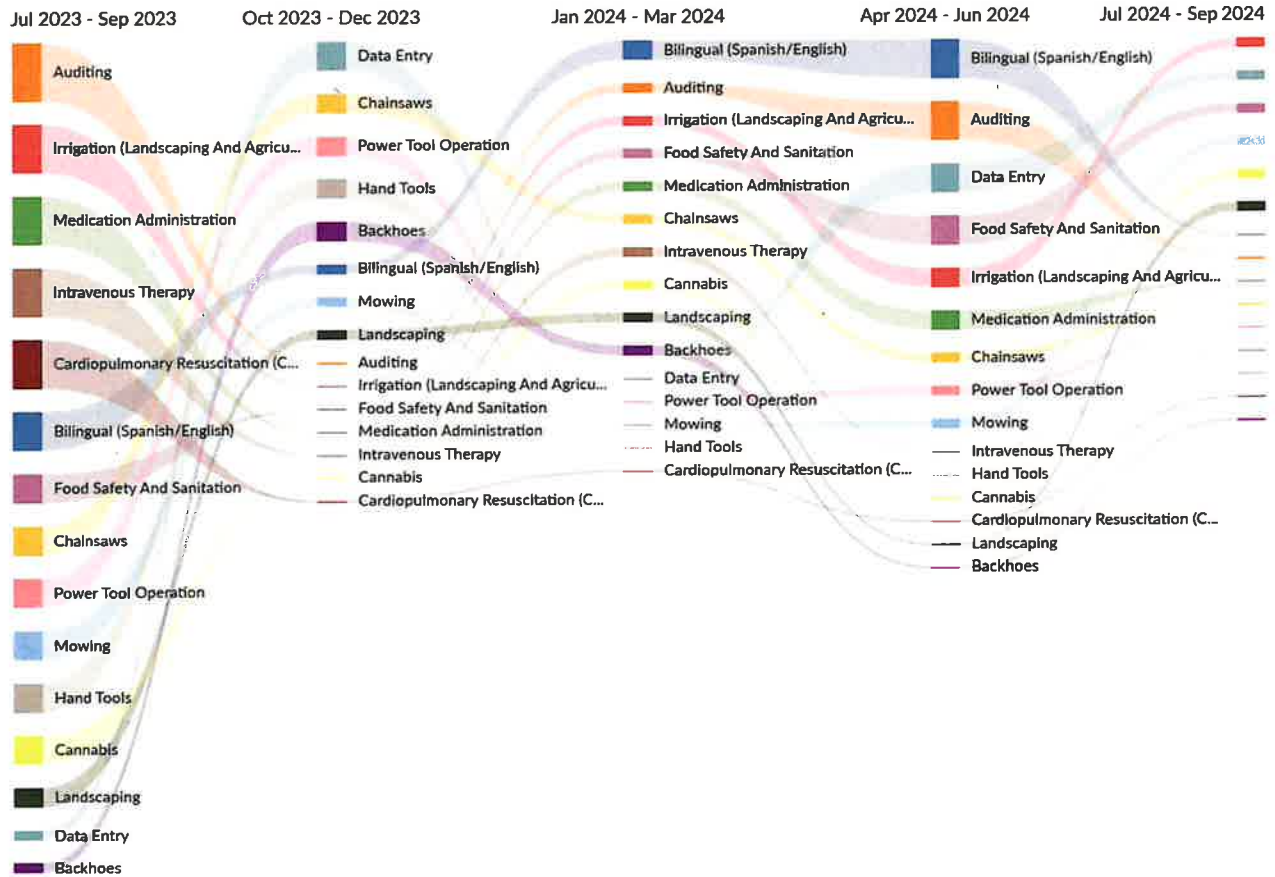 Jul 2023 - Sep 2023
Oct 2023 - Dec 2023
Jan 2024 - Mar 2024
Apr 2024 - Jun 2024
Jul 2024 - Sep 2024
Auditing
Irrigation (Landscaping And Agricu...
Medication Administration
Intravenous Therapy
Cardiopulmonary Resuscitation (C...
Bilingual (Spanish/English)
Food Safety And Sanitation
Chainsaws
Power Tool Operation
Mowing
Hand Tools
Cannabis
Landscaping
Data Entry
Backhoes
Data Entry
Chainsaws
Power Tool Operation
Hand Tools
Backhoes
Bilingual (Spanish/English)
Mowing
Landscaping
Auditing
Irrigation (Landscaping And Agricu...
Food Safety And Sanitation
Medication Administration
Intravenous Therapy
Cannabis
Cardiopulmonary Resuscitation (C...
Bilingual (Spanish/English)
Auditing
Irrigation (Landscaping And Agricu...
Food Safety And Sanitation
Medication Administration
Chainsaws
Intravenous Therapy
Cannabis
Landscaping
Backhoes
Data Entry
Power Tool Operation
Mowing
Hand Tools
Cardiopulmonary Resuscitation (C...
Bilingual (Spanish/English)
Auditing
Data Entry
Food Safety And Sanitation
Irrigation (Landscaping And Agricu...
Medication Administration
Chainsaws
Power Tool Operation
Mowing
Intravenous Therapy
Hand Tools
Cannabis
Cardiopulmonary Resuscitation (C...
Landscaping
Backhoes